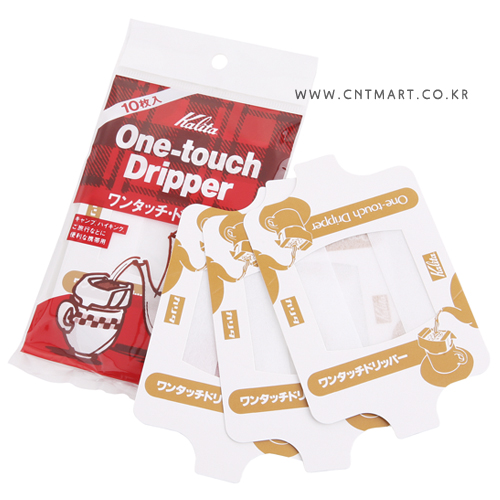 WWW.CNTMART.CO.KR
10枚入
Kalita
One-touch
Dripper
ワンタッチ・ド
キャンプ、ハイキング、
ご旅行などに
便利な携帯用
One-touch Dripper
Kalita
ワンタッチドリッパー
ワンタッチドリッパー
ワンタッチドリッパー